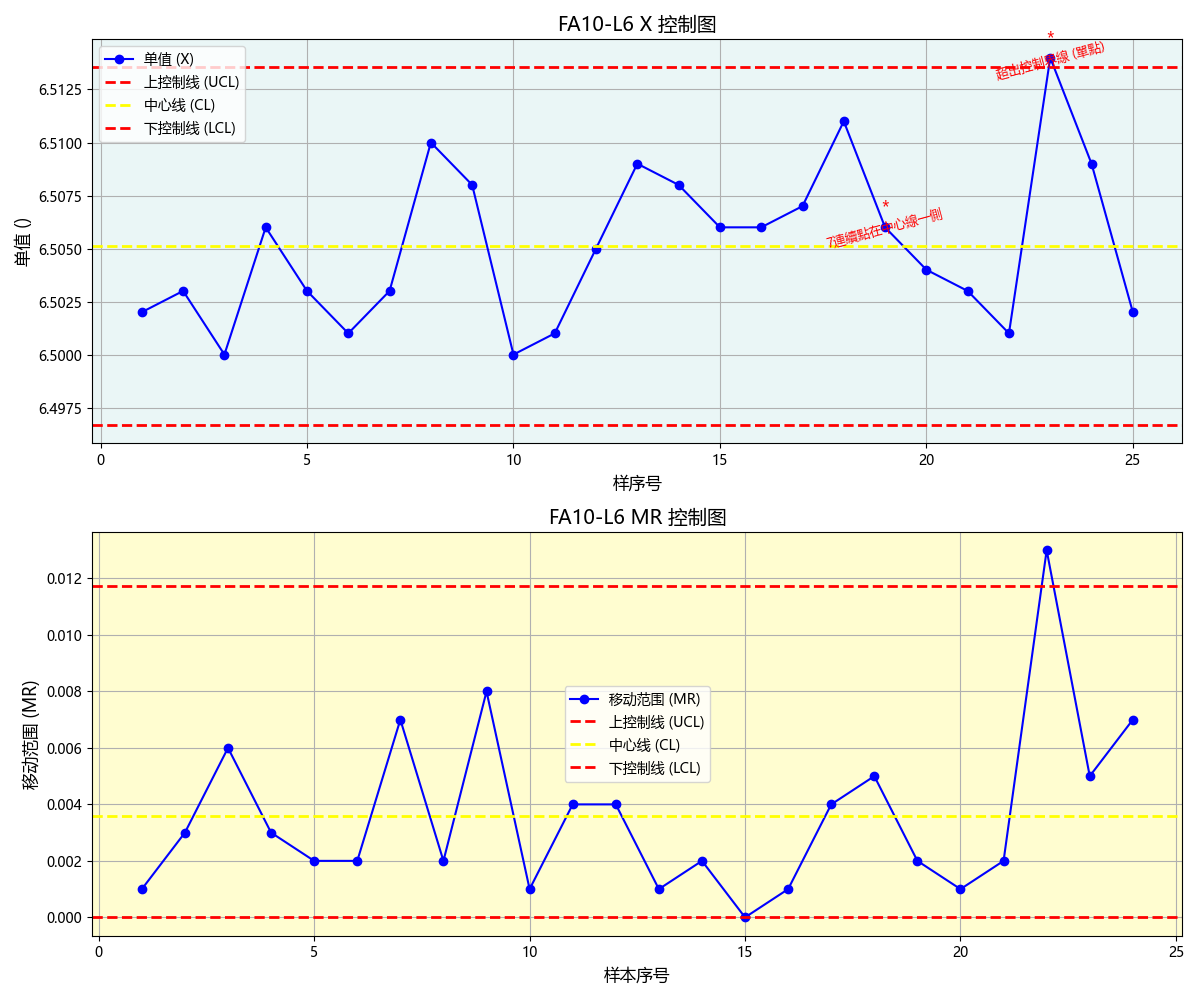 FA10-L6 X 控制图
单值 (X)
上控制线 (UCL)
中心线 (CL)
下控制线 (LCL)
*
超出控制界線 (單點)
*
7連續點在中心線一側
单值 ()
6.5125
6.5100
6.5075
6.5050
6.5025
6.5000
6.4975
0 5 10 15 20 25
样序号
FA10-L6 MR 控制图
移动范围 (MR)
0.012
0.010
0.008
0.006
0.004
0.002
0.000
移动范围 (MR)
上控制线 (UCL)
中心线 (CL)
下控制线 (LCL)
0 5 10 15 20 25
样本序号